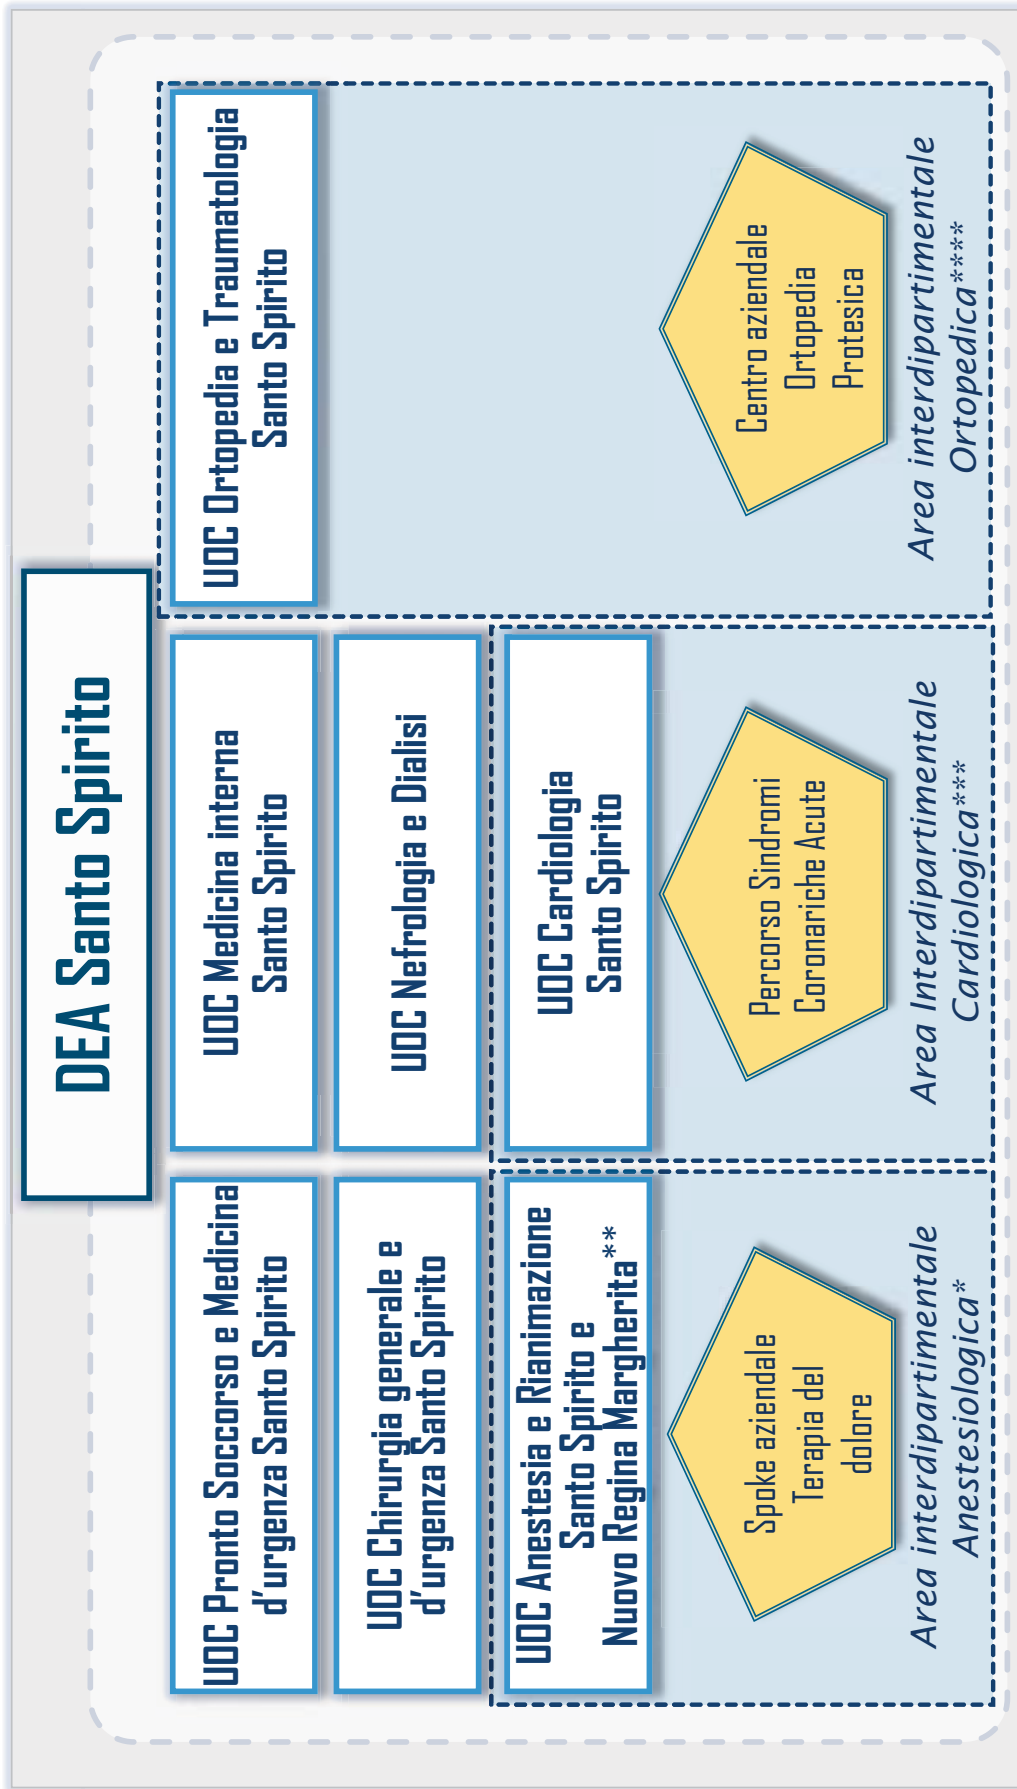 DEA Santo Spirito
UOC Pronto Soccorso e Medicina
d'urgenza Santo Spirito
UOC Medicina interna
Santo Spirito
UOC Ortopedia e Traumatologia
Santo Spirito
UOC Chirurgia generale e
d'urgenza Santo Spirito
UOC Nefrologia e Dialisi
UOC Anestesia e Rianimazione
Santo Spirito e
Nuovo Regina Margherita**
UOC Cardiologia
Santo Spirito
Spoke aziendale
Terapia del
dolore
Percorso Sindromi
Coronariche Acute
Centro aziendale
Ortopedia
Protesica
Area interdipartimentale
Anestesiologica*
Area Interdipartimentale
Cardiologica***
Area interdipartimentale
Ortopedica****